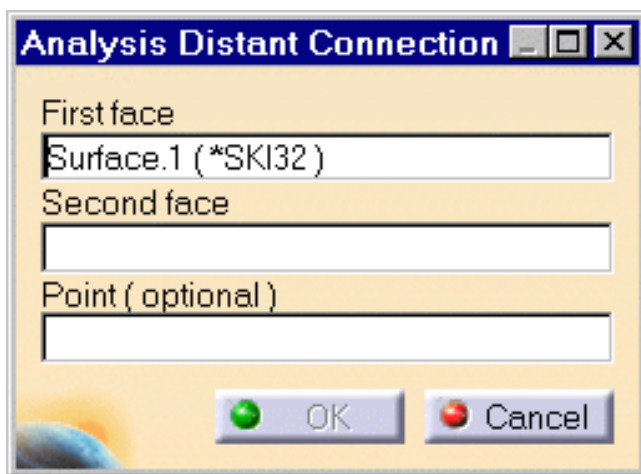 Analysis Distant Connection
First face
Surface.1 ( *SKI32 )
Second face
Point ( optional )
OK
Cancel